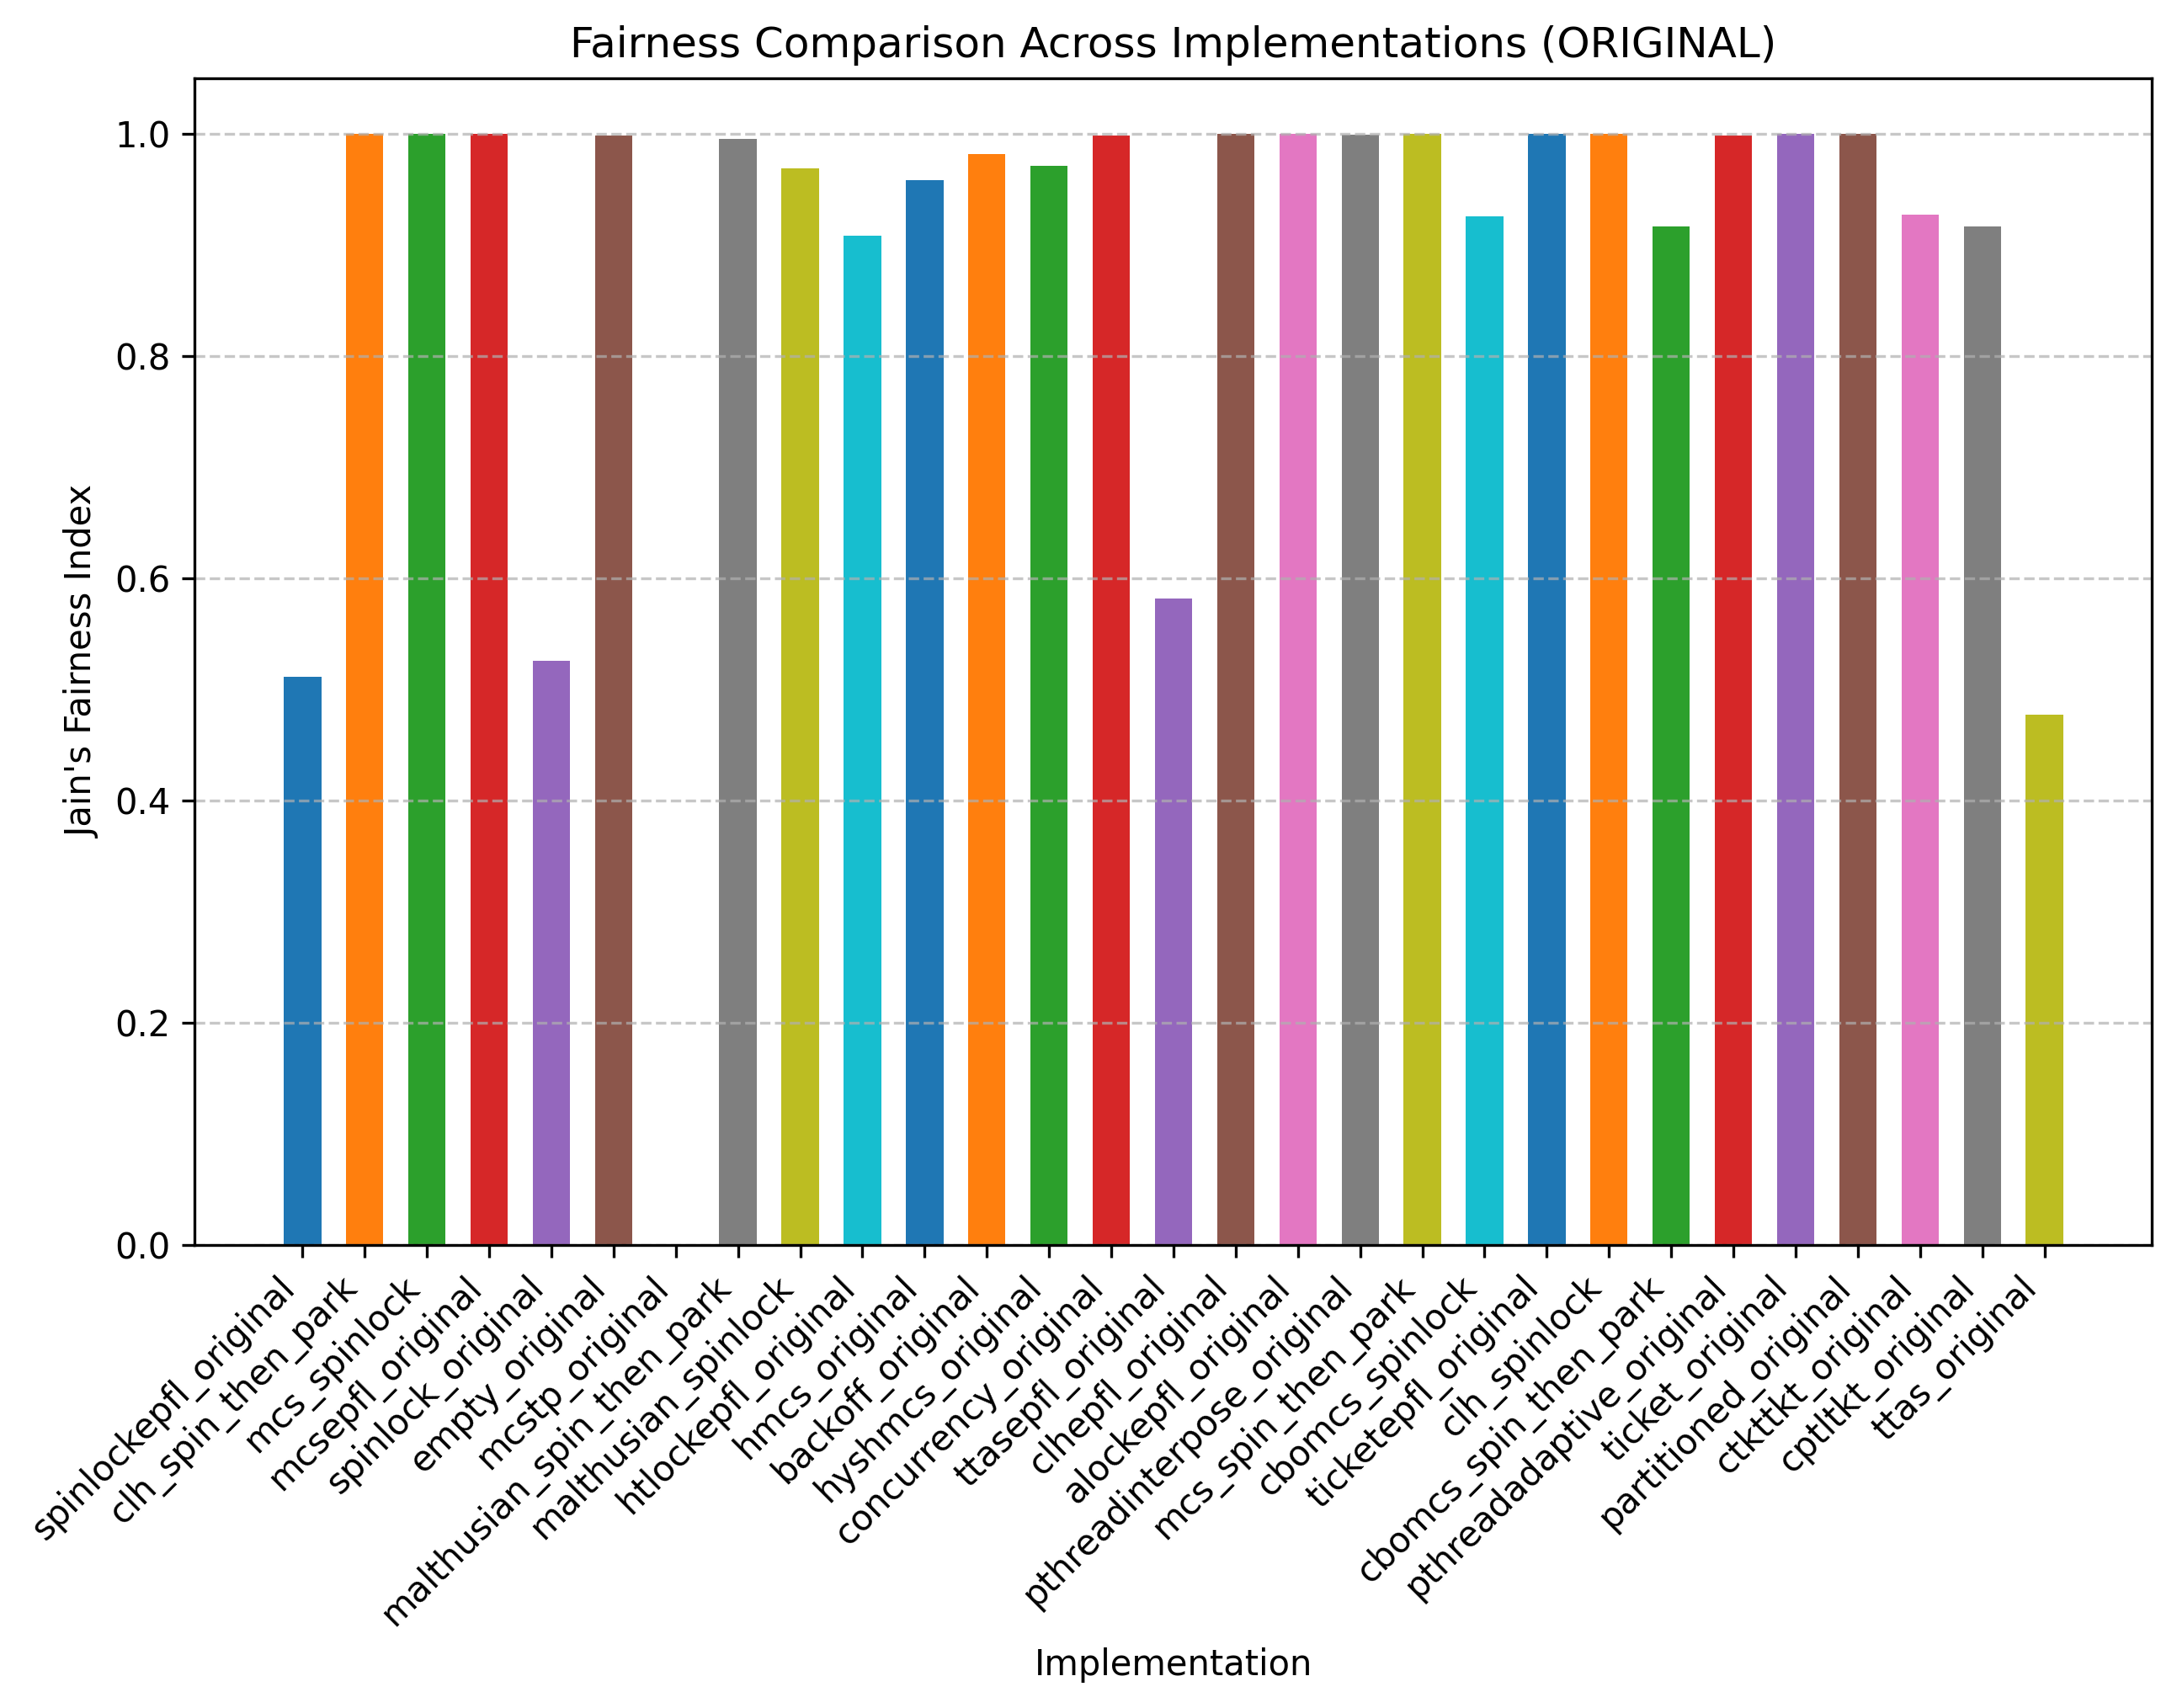 Fairness Comparison Across Implementations (ORIGINAL)
Jain's Fairness Index
1.0
0.8
0.6
0.4
0.2
0.0
spinlockepfl_original
clh_spin_then_park
mcs_spinlock
mcsepfl_original
spinlock_original
empty_original
mcstp_original
malthusian_spin_then_park
malthusian_spinlock
htlockepfl_original
hmcs_original
backoff_original
hyshmcs_original
concurrency_original
ttasepfl_original
clhepfl_original
alockepfl_original
pthreadinterpose_original
mcs_spin_then_park
cbomcs_spinlock
ticketepfl_original
clh_spinlock
cbomcs_spin_then_park
pthreadadaptive_original
ticket_original
partitioned_original
ctkttkt_original
cptltkt_original
ttas_original
Implementation